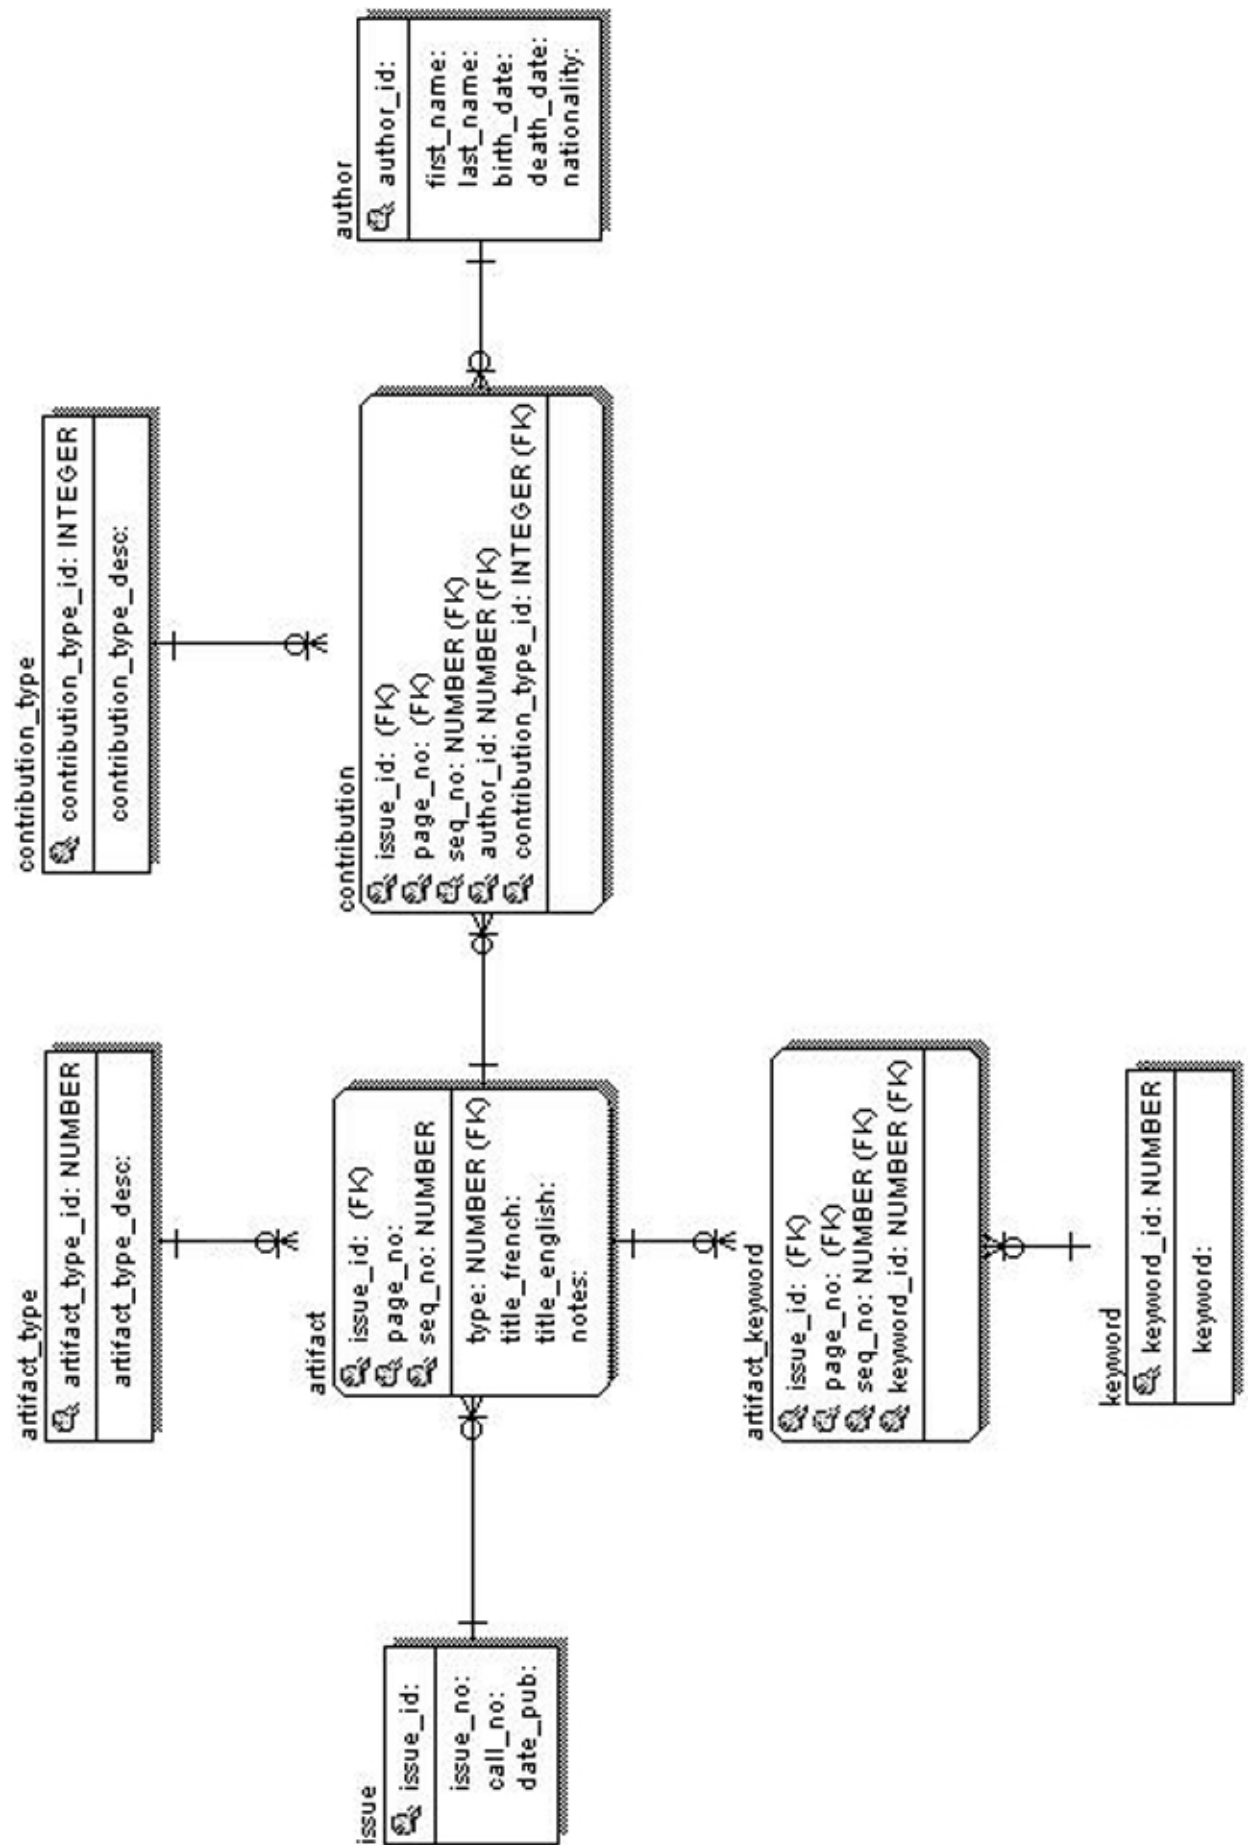 issue
issue_id:
issue_no:
call_no:
date_pub:
artifact_type
artifact_type_id: NUMBER
artifact_type_desc:
artifact
issue_id: (FK)
page_no:
seq_no: NUMBER
type: NUMBER (FK)
title_french:
title_english:
notes:
artifact_keyword
issue_id: (FK)
page_no: (FK)
seq_no: NUMBER (FK)
keyword_id: NUMBER (FK)
keyword
keyword_id: NUMBER
keyword:
contribution_type
contribution_type_id: INTEGER
contribution_type_desc:
contribution
issue_id: (FK)
page_no: (FK)
seq_no: NUMBER (FK)
author_id: NUMBER (FK)
contribution_type_id: INTEGER (FK)
author
author_id:
first_name:
last_name:
birth_date:
death_date:
nationality: